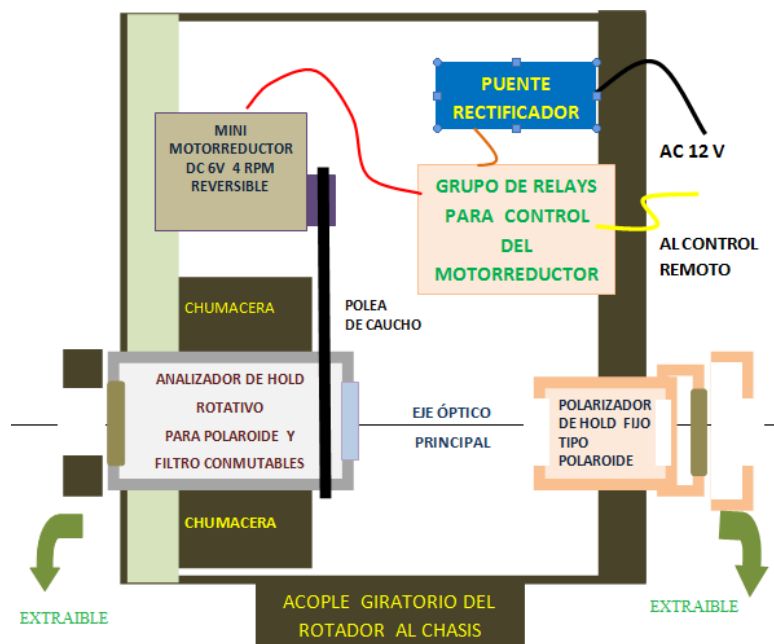 PUENTE
RECTIFICADOR
MINI
MOTORREDUCTOR
DC 6V 4 RPM
REVERSIBLE
AC 12 V
GRUPO DE RELAYS
PARA CONTROL
DEL
MOTORREDUCTOR
AL CONTROL
REMOTO
CHUMACERA
POLEA
DE CAUCHO
ANALIZADOR DE HOLD
ROTATIVO
PARA POLAROIDE Y
FILTRO CONMUTABLES
EJE ÓPTICO
PRINCIPAL
POLARIZADOR
DE HOLD FIJO
TIPO
POLAROIDE
CHUMACERA
EXTRAIBLE
EXTRAIBLE
ACOPLE GIRATORIO DEL
ROTADOR AL CHASIS